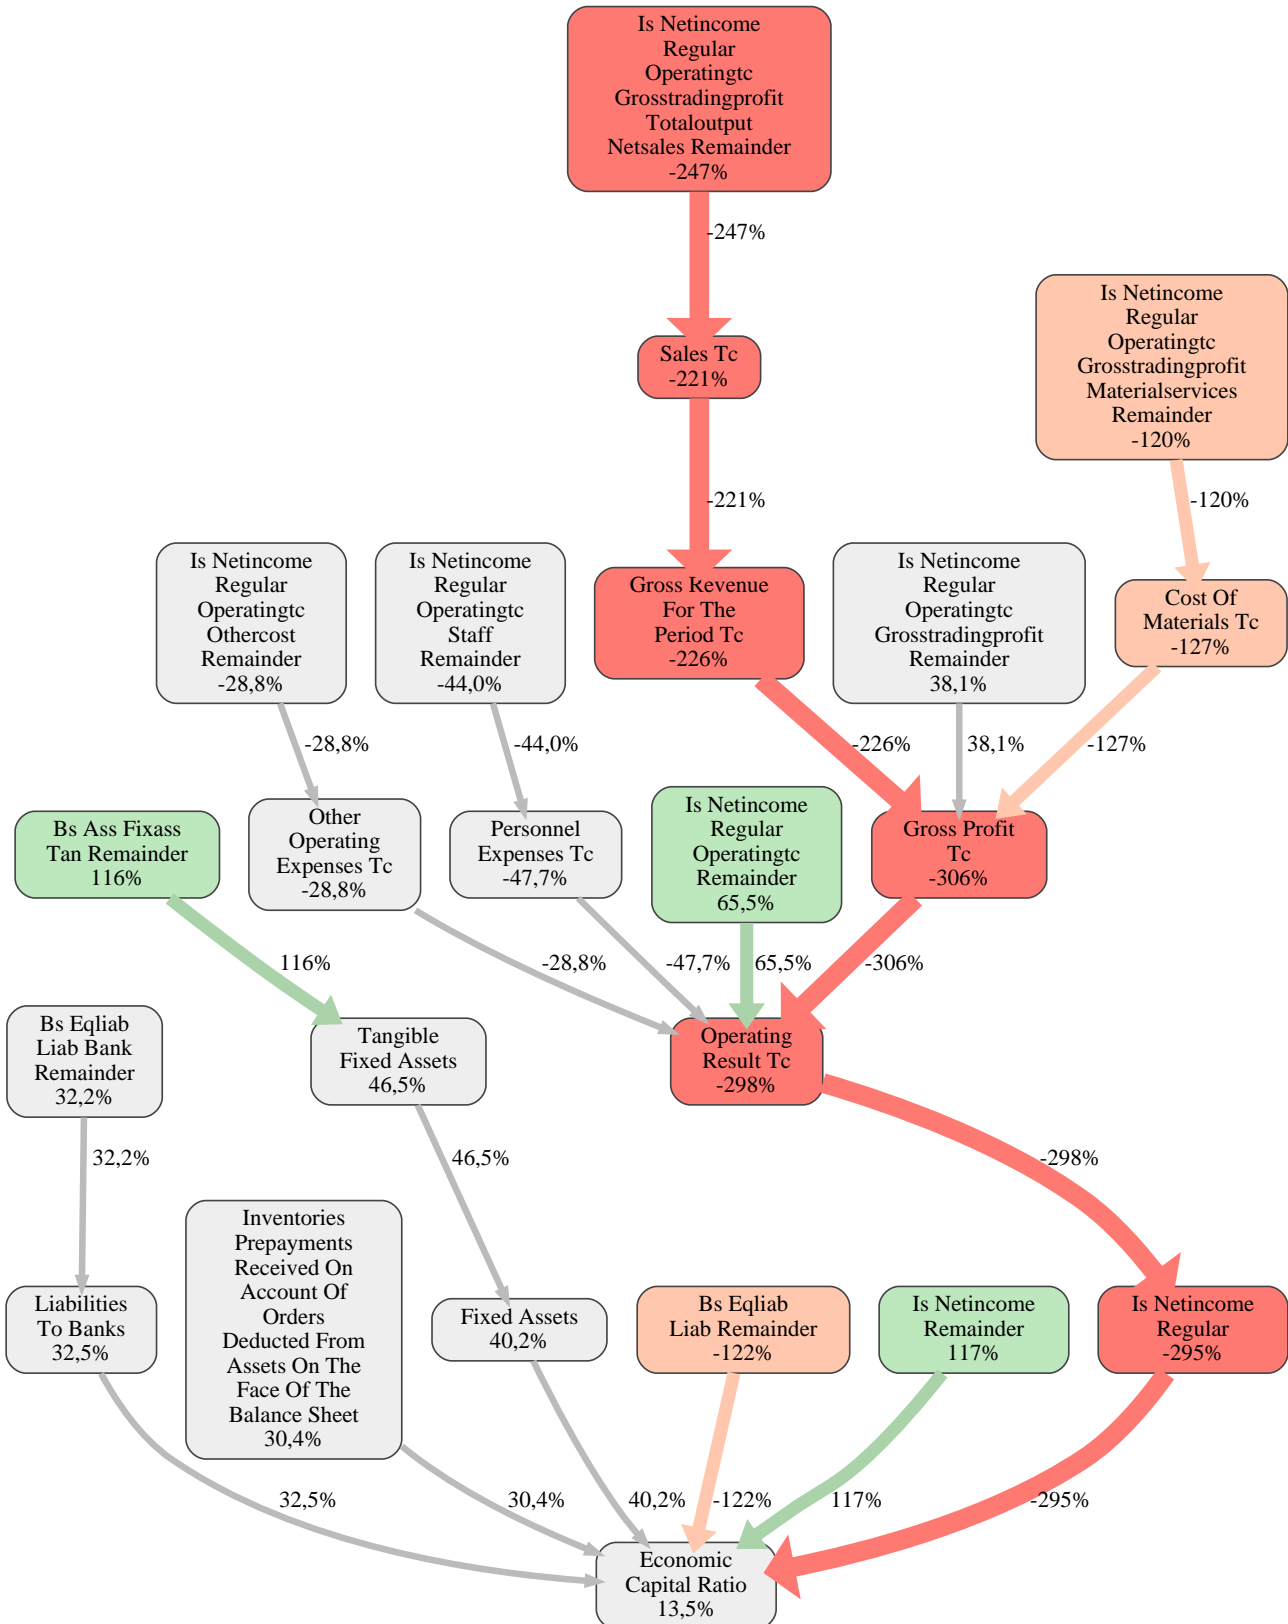 Is Netincome
Regular
Operatingtc
Grosstradingprofit
Totaloutput
Netsales Remainder
-247%
-247%
Is Netincome
Regular
Operatingtc
Grosstradingprofit
Materialservices
Remainder
-120%
Sales Tc
-221%
-221%
-120%
Is Netincome
Regular
Operatingtc
Othercost
Remainder
-28,8%
Is Netincome
Regular
Operatingtc
Staff
Remainder
-44,0%
Gross Revenue
For The
Period Tc
-226%
Is Netincome
Regular
Operatingtc
Grosstradingprofit
Remainder
38,1%
Cost Of
Materials Tc
-127%
-28,8%
-44,0%
-226%
38,1%
-127%
Bs Ass Fixass
Tan Remainder
116%
Other
Operating
Expenses Tc
-28,8%
Personnel
Expenses Tc
-47,7%
Is Netincome
Regular
Operatingtc
Remainder
65,5%
Gross Profit
Tc
-306%
116%
-28,8%
-47,7%
65,5%
-306%
Bs Eqliab
Liab Bank
Remainder
32,2%
Tangible
Fixed Assets
46,5%
Operating
Result Tc
-298%
32,2%
46,5%
-298%
Inventories
Prepayments
Received On
Account Of
Orders
Deducted From
Assets On The
Face Of The
Balance Sheet
30,4%
Liabilities
To Banks
32,5%
Fixed Assets
40,2%
Bs Eqliab
Liab Remainder
-122%
Is Netincome
Remainder
117%
Is Netincome
Regular
-295%
32,5%
30,4%
40,2%
-122%
117%
-295%
Economic
Capital Ratio
13,5%